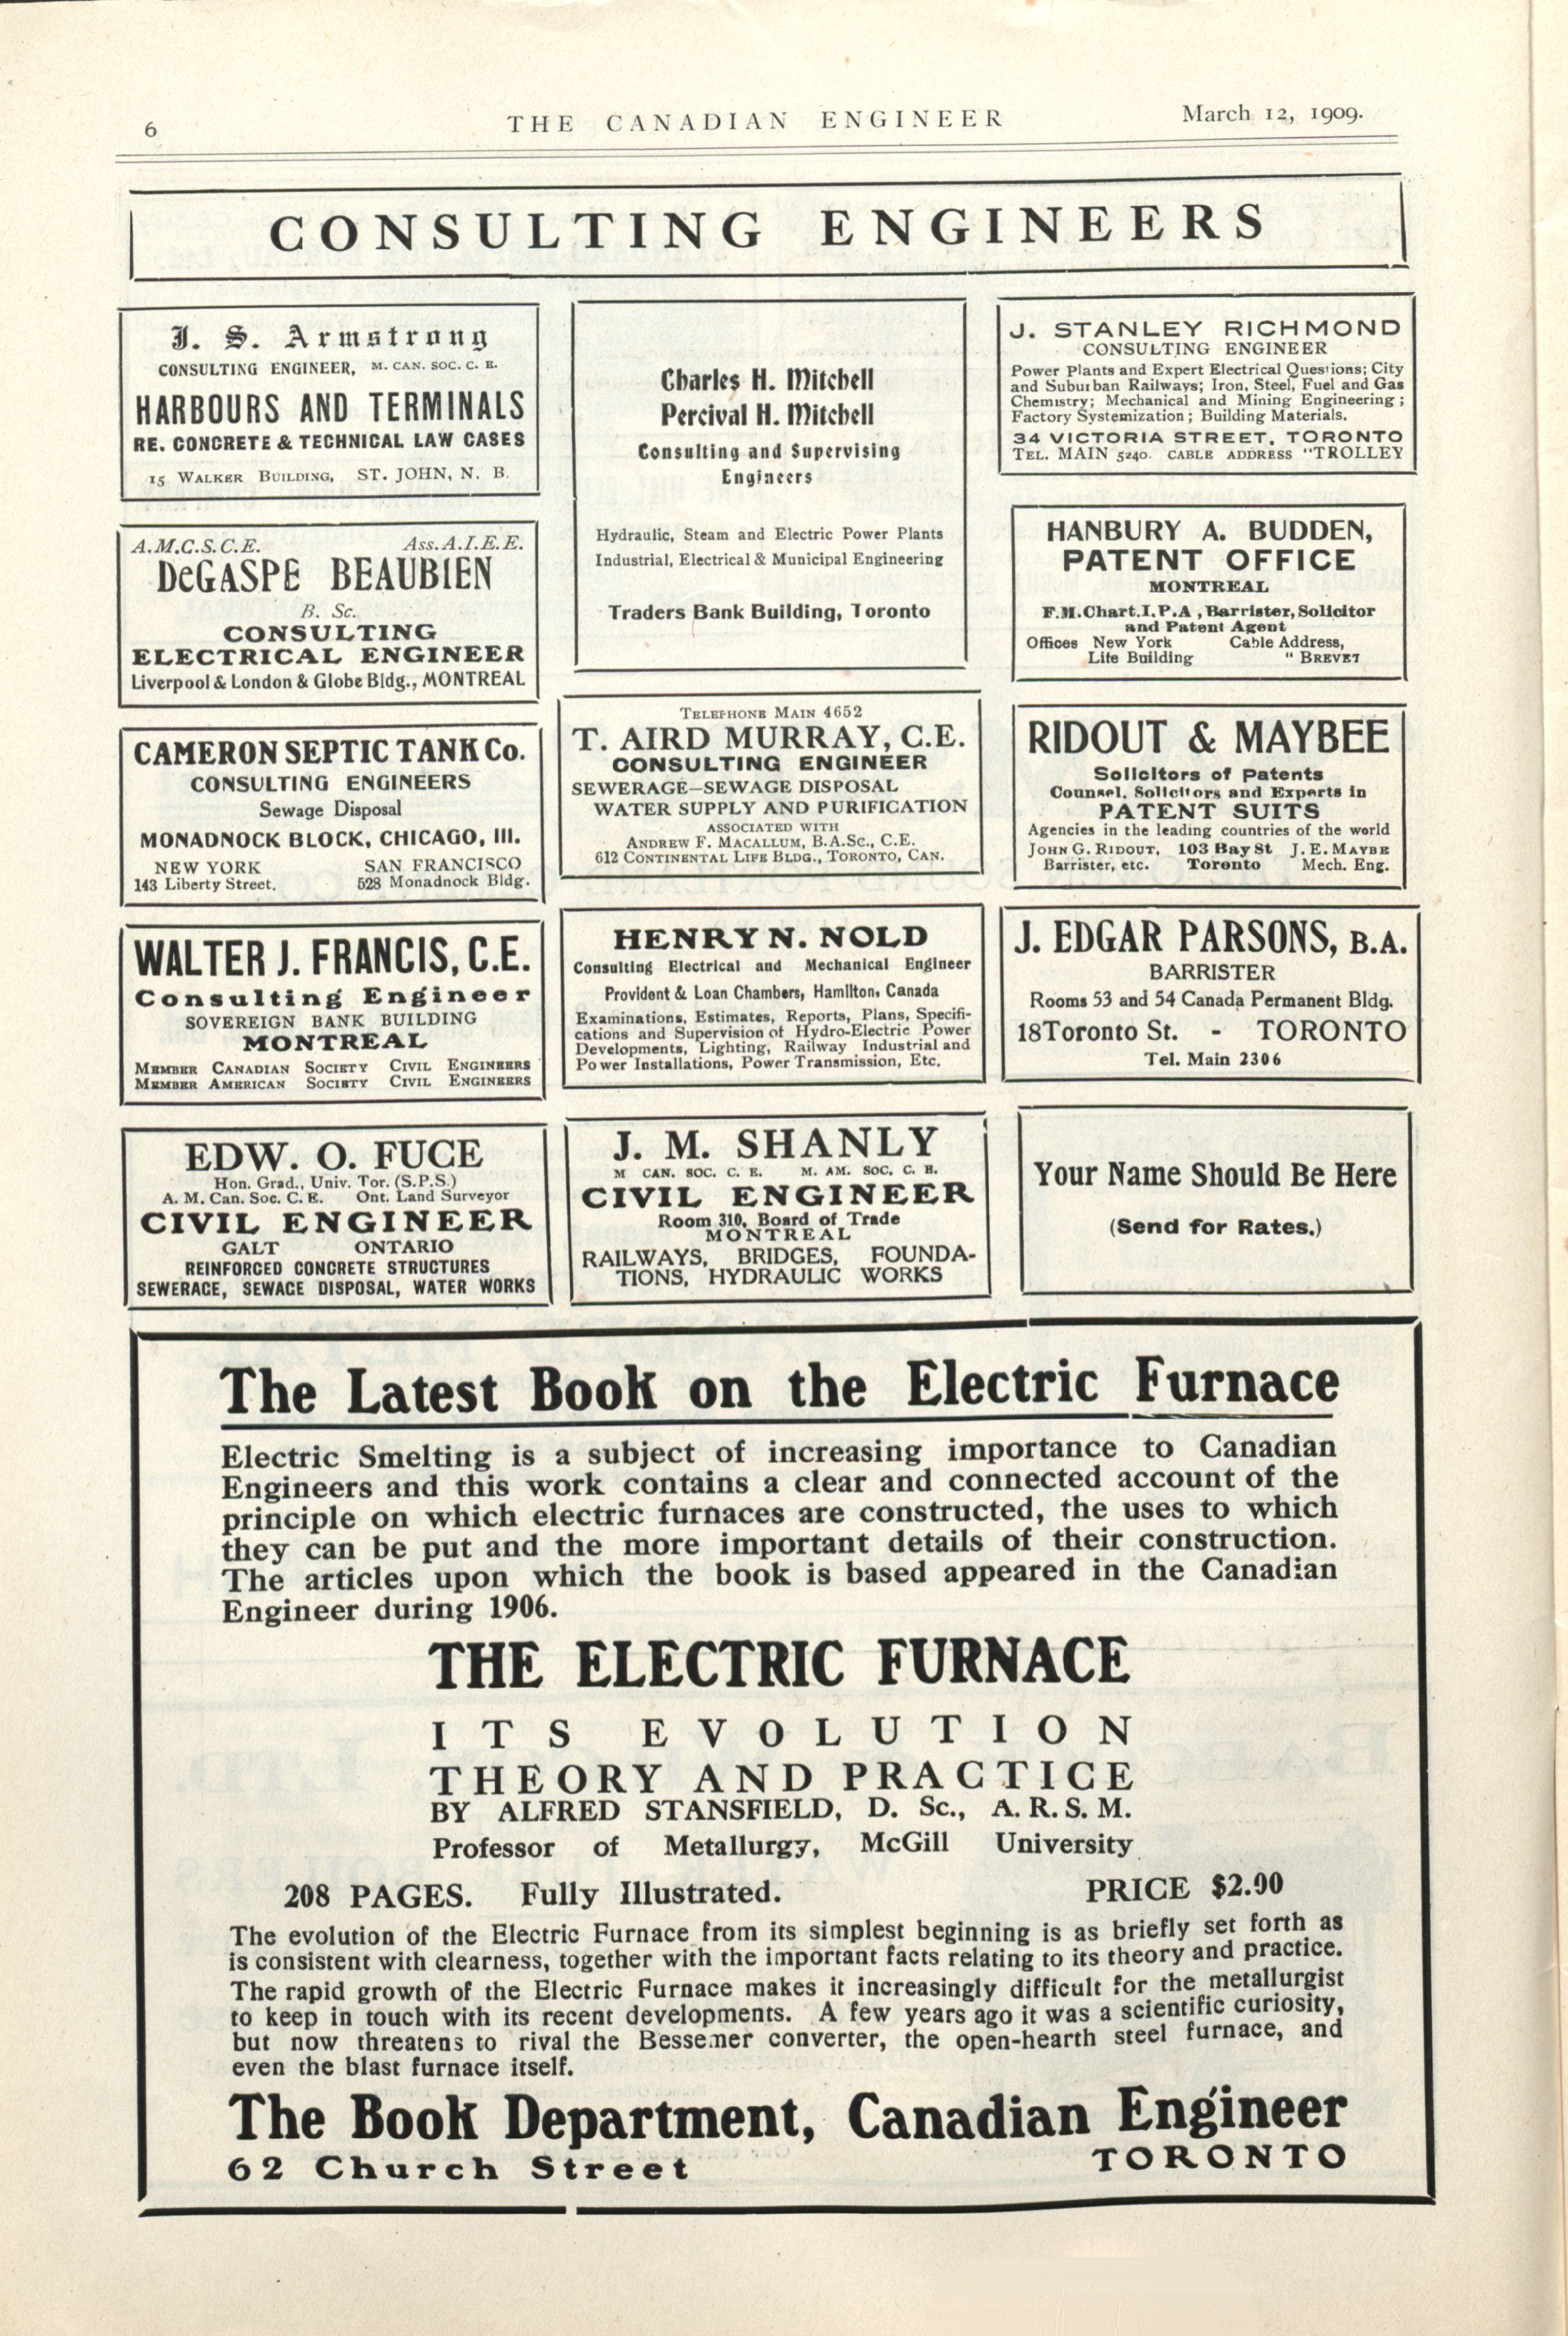 6
THE CANADIAN ENGINEER
March 12, 1909.
CONSULTING ENGINEERS
J. S. Armstrong
CONSULTING ENGINEER, M. CAN. SOC. C. E.
HARBOURS AND TERMINALS
RE. CONCRETE & TECHNICAL LAW CASES
15 WALKER BUILDING, ST. JOHN, N. B.
A.M.C.S.C.E. Ass. A.I.E.E.
DeGASPE BEAUBIEN
B. Sc.
CONSULTING
ELECTRICAL ENGINEER
Liverpool & London & Globe Bldg., MONTREAL
CAMERON SEPTIC TANK Co.
CONSULTING ENGINEERS
Sewage Disposal
MONADNOCK BLOCK, CHICAGO, Ill.
NEW YORK SAN FRANCISCO
143 Liberty Street. 528 Monadnock Bldg.
WALTER J. FRANCIS, C.E.
Consulting Engineer
SOVEREIGN BANK BUILDING
MONTREAL
MEMBER CANADIAN SOCIETY CIVIL ENGINEERS
MEMBER AMERICAN SOCIETY CIVIL ENGINEERS
EDW. O. FUCE
Hon. Grad., Univ. Tor. (S.P.S.)
A. M. Can. Soc. C. E. Ont. Land Surveyor
CIVIL ENGINEER
GALT ONTARIO
REINFORCED CONCRETE STRUCTURES
SEWERAGE, SEWAGE DISPOSAL, WATER WORKS
Charles H. Mitchell
Percival H. Mitchell
Consulting and Supervising
Engineers
Hydraulic, Steam and Electric Power Plants
Industrial, Electrical & Municipal Engineering
Traders Bank Building, Toronto
TELEPHONE MAIN 4652
T. AIRD MURRAY, C.E.
CONSULTING ENGINEER
SEWERAGE—SEWAGE DISPOSAL
WATER SUPPLY AND PURIFICATION
ASSOCIATED WITH
ANDREW F. MACALLUM, B.A.SC., C.E.
612 CONTINENTAL LIFE BLDG., TORONTO, CAN.
HENRY N. NOLD
Consulting Electrical and Mechanical Engineer
Provident & Loan Chambers, Hamilton, Canada
Examinations, Estimates, Reports, Plans, Specifi-
cations and Supervision of Hydro-Electric Power
Developments, Lighting, Railway Industrial and
Power Installations, Power Transmission, Etc.
J. M. SHANLY
M CAN. SOC. C. E. M. AM. SOC. C. E.
CIVIL ENGINEER
Room 310, Board of Trade
MONTREAL
RAILWAYS, BRIDGES, FOUNDA-
TIONS, HYDRAULIC WORKS
J. STANLEY RICHMOND
CONSULTING ENGINEER
Power Plants and Expert Electrical Questions; City
and Suburban Railways; Iron, Steel, Fuel and Gas
Chemistry; Mechanical and Mining Engineering;
Factory Systemization; Building Materials.
34 VICTORIA STREET, TORONTO
TEL. MAIN 5240. CABLE ADDRESS "TROLLEY
HANBURY A. BUDDEN,
PATENT OFFICE
MONTREAL
F.M.Chart.I.P.A, Barrister, Solicitor
and Patent Agent
Offices New York Cable Address,
Life Building "BREVET
RIDOUT & MAYBEE
Solicitors of Patents
Counsel, Solicitors and Experts in
PATENT SUITS
Agencies in the leading countries of the world
JOHN G. RIDOUT, 103 Bay St J. E. MAYBE
Barrister, etc. Toronto Mech. Eng.
J. EDGAR PARSONS, B.A.
BARRISTER
Rooms 53 and 54 Canada Permanent Bldg.
18 Toronto St. - TORONTO
Tel. Main 2306
Your Name Should Be Here
(Send for Rates.)
The Latest Book on the Electric Furnace
Electric Smelting is a subject of increasing importance to Canadian
Engineers and this work contains a clear and connected account of the
principle on which electric furnaces are constructed, the uses to which
they can be put and the more important details of their construction.
The articles upon which the book is based appeared in the Canadian
Engineer during 1906.
THE ELECTRIC FURNACE
ITS EVOLUTION
THEORY AND PRACTICE
BY ALFRED STANSFIELD, D. Sc., A. R. S. M.
Professor of Metallurgy, McGill University
208 PAGES. Fully Illustrated. PRICE $2.00
The evolution of the Electric Furnace from its simplest beginning is as briefly set forth as
is consistent with clearness, together with the important facts relating to its theory and practice.
The rapid growth of the Electric Furnace makes it increasingly difficult for the metallurgist
to keep in touch with its recent developments. A few years ago it was a scientific curiosity,
but now threatens to rival the Bessemer converter, the open-hearth steel furnace, and
even the blast furnace itself.
The Book Department, Canadian Engineer
62 Church Street TORONTO